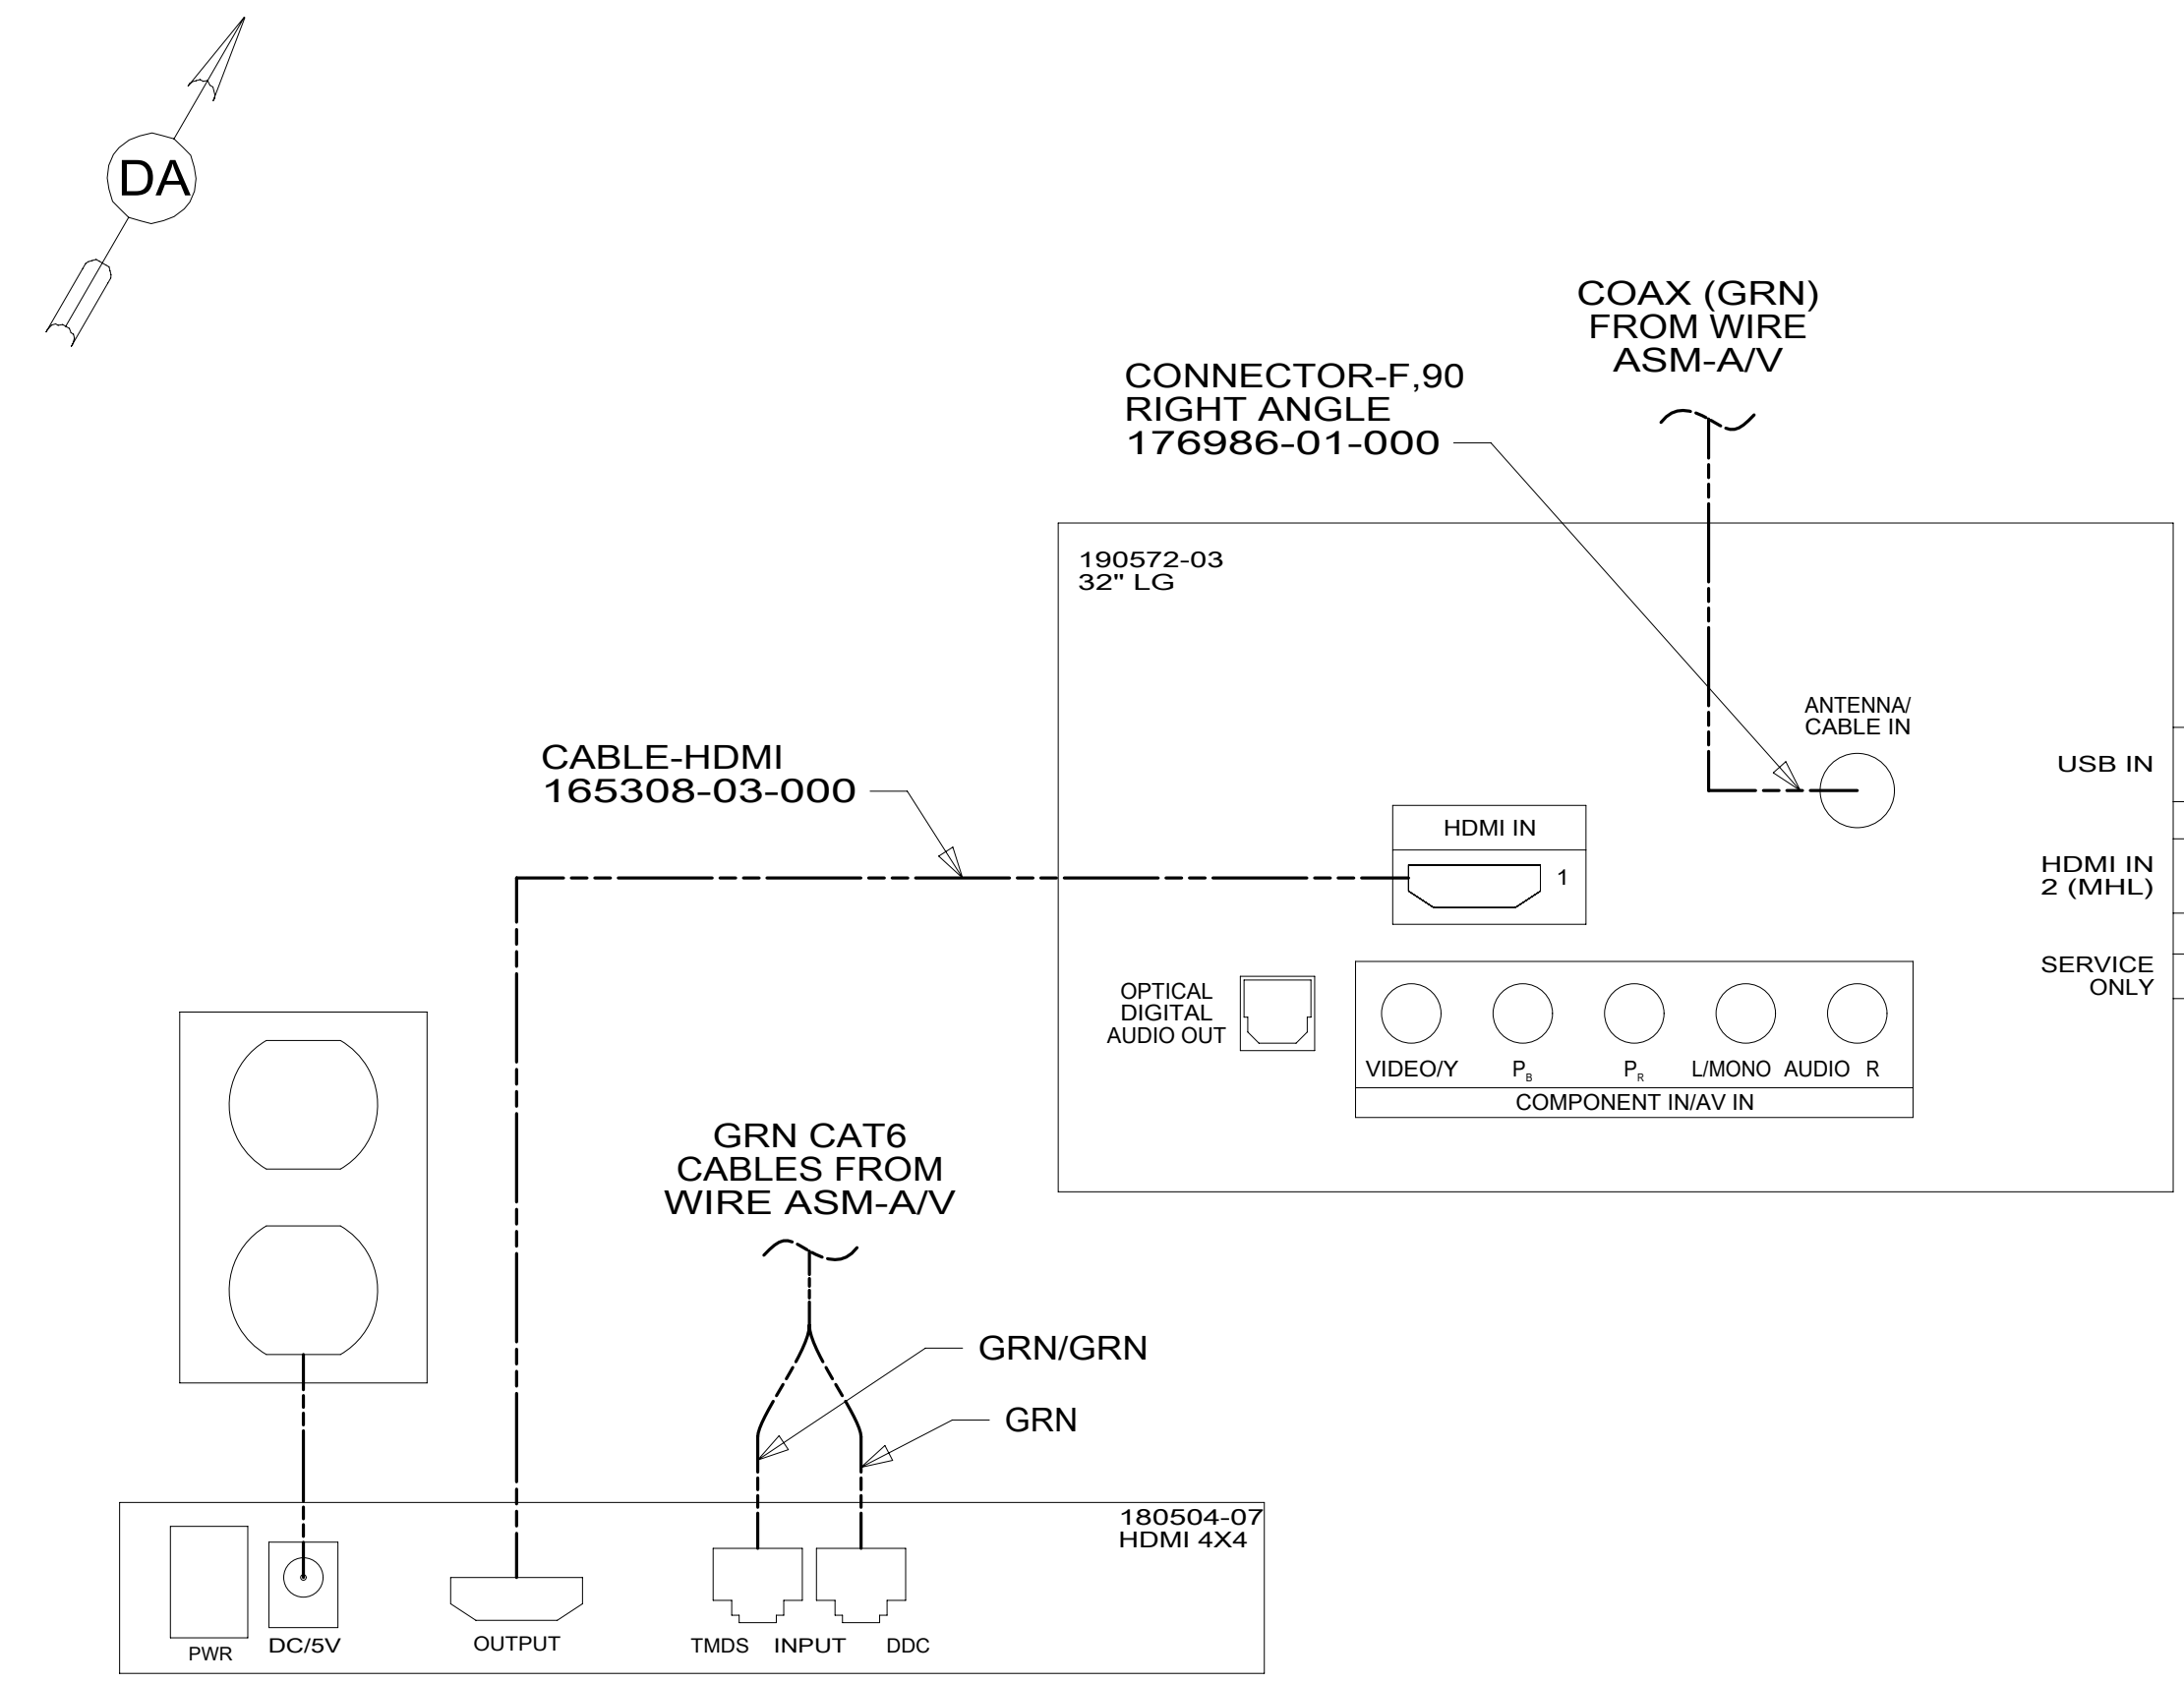 DA
COAX (GRN)
FROM WIRE
ASM-A/V
CONNECTOR-F,90
RIGHT ANGLE
176986-01-000
190572-03
32" LG
ANTENNA/
CABLE IN
USB IN
CABLE-HDMI
165308-03-000
HDMI IN
1
HDMI IN
2 (MHL)
SERVICE
ONLY
OPTICAL
DIGITAL
AUDIO OUT
VIDEO/Y PB PR L/MONO AUDIO R
COMPONENT IN/AV IN
GRN CAT6
CABLES FROM
WIRE ASM-A/V
GRN/GRN
GRN
180504-07
HDMI 4X4
PWR DC/5V OUTPUT TMDS INPUT DDC